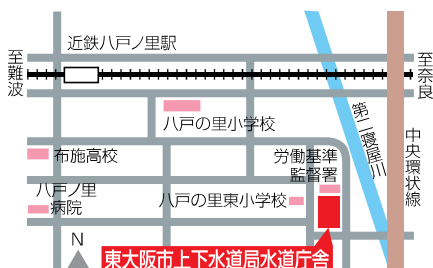 近鉄八戸ノ里駅
至難波
至奈良
八戸の里小学校
第二寝屋川
中央環状線
布施高校
労働基準
監督署
八戸ノ里
病院
八戸の里東小学校
N
東大阪市上下水道局水道庁舎